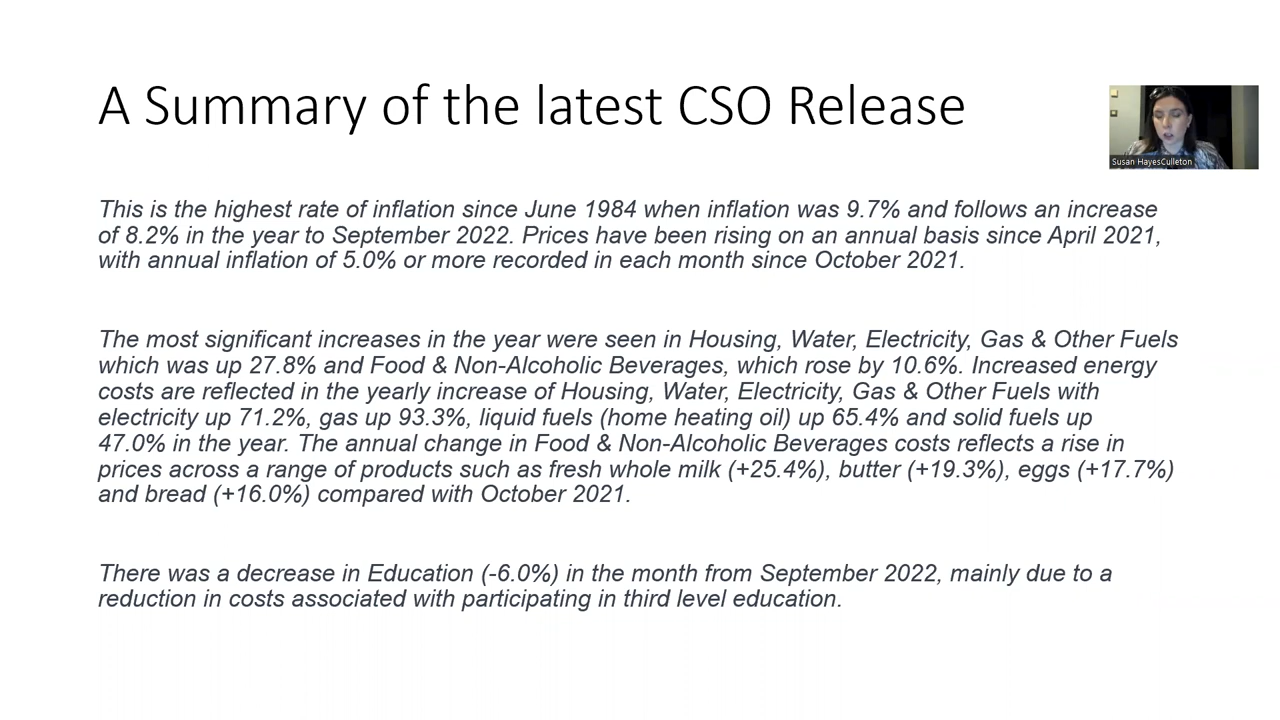 A Summary of the latest CSO Release
Susan HayesCulleton
This is the highest rate of inflation since June 1984 when inflation was 9.7% and follows an increase
of 8.2% in the year to September 2022. Prices have been rising on an annual basis since April 2021,
with annual inflation of 5.0% or more recorded in each month since October 2021.
The most significant increases in the year were seen in Housing, Water, Electricity, Gas & Other Fuels
which was up 27.8% and Food & Non-Alcoholic Beverages, which rose by 10.6%. Increased energy
costs are reflected in the yearly increase of Housing, Water, Electricity, Gas & Other Fuels with
electricity up 71.2%, gas up 93.3%, liquid fuels (home heating oil) up 65.4% and solid fuels up
47.0% in the year. The annual change in Food & Non-Alcoholic Beverages costs reflects a rise in
prices across a range of products such as fresh whole milk (+25.4%), butter (+19.3%), eggs (+17.7%)
and bread (+16.0%) compared with October 2021.
There was a decrease in Education (-6.0%) in the month from September 2022, mainly due to a
reduction in costs associated with participating in third level education.